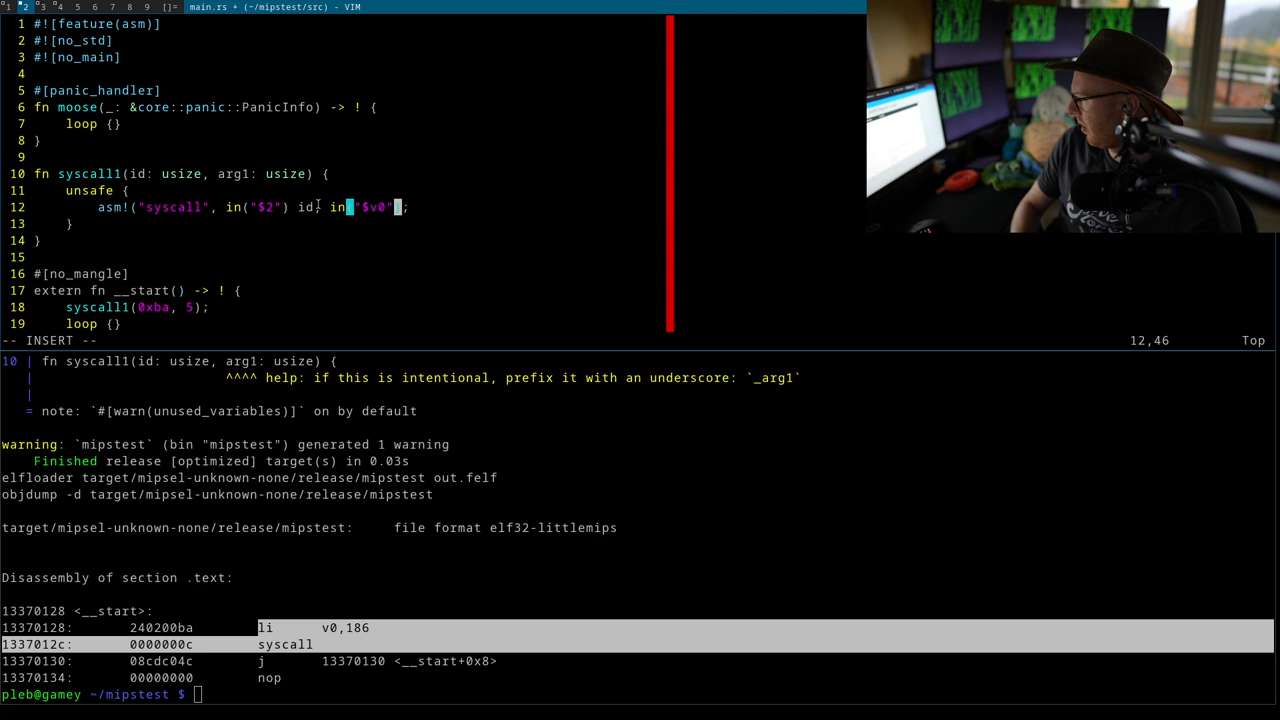 1 2 3 4 5 6 7 8 9 []= main.rs + (~/mipstest/src) - VIM
1 #![feature(asm)]
2 #![no_std]
3 #![no_main]
4
5 #[panic_handler]
6 fn moose(_: &core::panic::PanicInfo) -> ! {
7 loop {}
8 }
9
10 fn syscall1(id: usize, arg1: usize) {
11 unsafe {
12 asm!("syscall", in("$2") id, in("$v0");
13 }
14 }
15
16 #[no_mangle]
17 extern fn __start() -> ! {
18 syscall1(0xba, 5);
19 loop {}
-- INSERT -- 12,46 Top
10 | fn syscall1(id: usize, arg1: usize) {
| ^^^^ help: if this is intentional, prefix it with an underscore: `_arg1`
|
= note: `#[warn(unused_variables)]` on by default
warning: `mipstest` (bin "mipstest") generated 1 warning
Finished release [optimized] target(s) in 0.03s
elfloader target/mipsel-unknown-none/release/mipstest out.felf
objdump -d target/mipsel-unknown-none/release/mipstest
target/mipsel-unknown-none/release/mipstest: file format elf32-littlemips
Disassembly of section .text:
13370128 <__start>:
13370128: 240200ba li v0,186
1337012c: 0000000c syscall
13370130: 08cdc04c j 13370130 <__start+0x8>
13370134: 00000000 nop
pleb@gamey ~/mipstest $